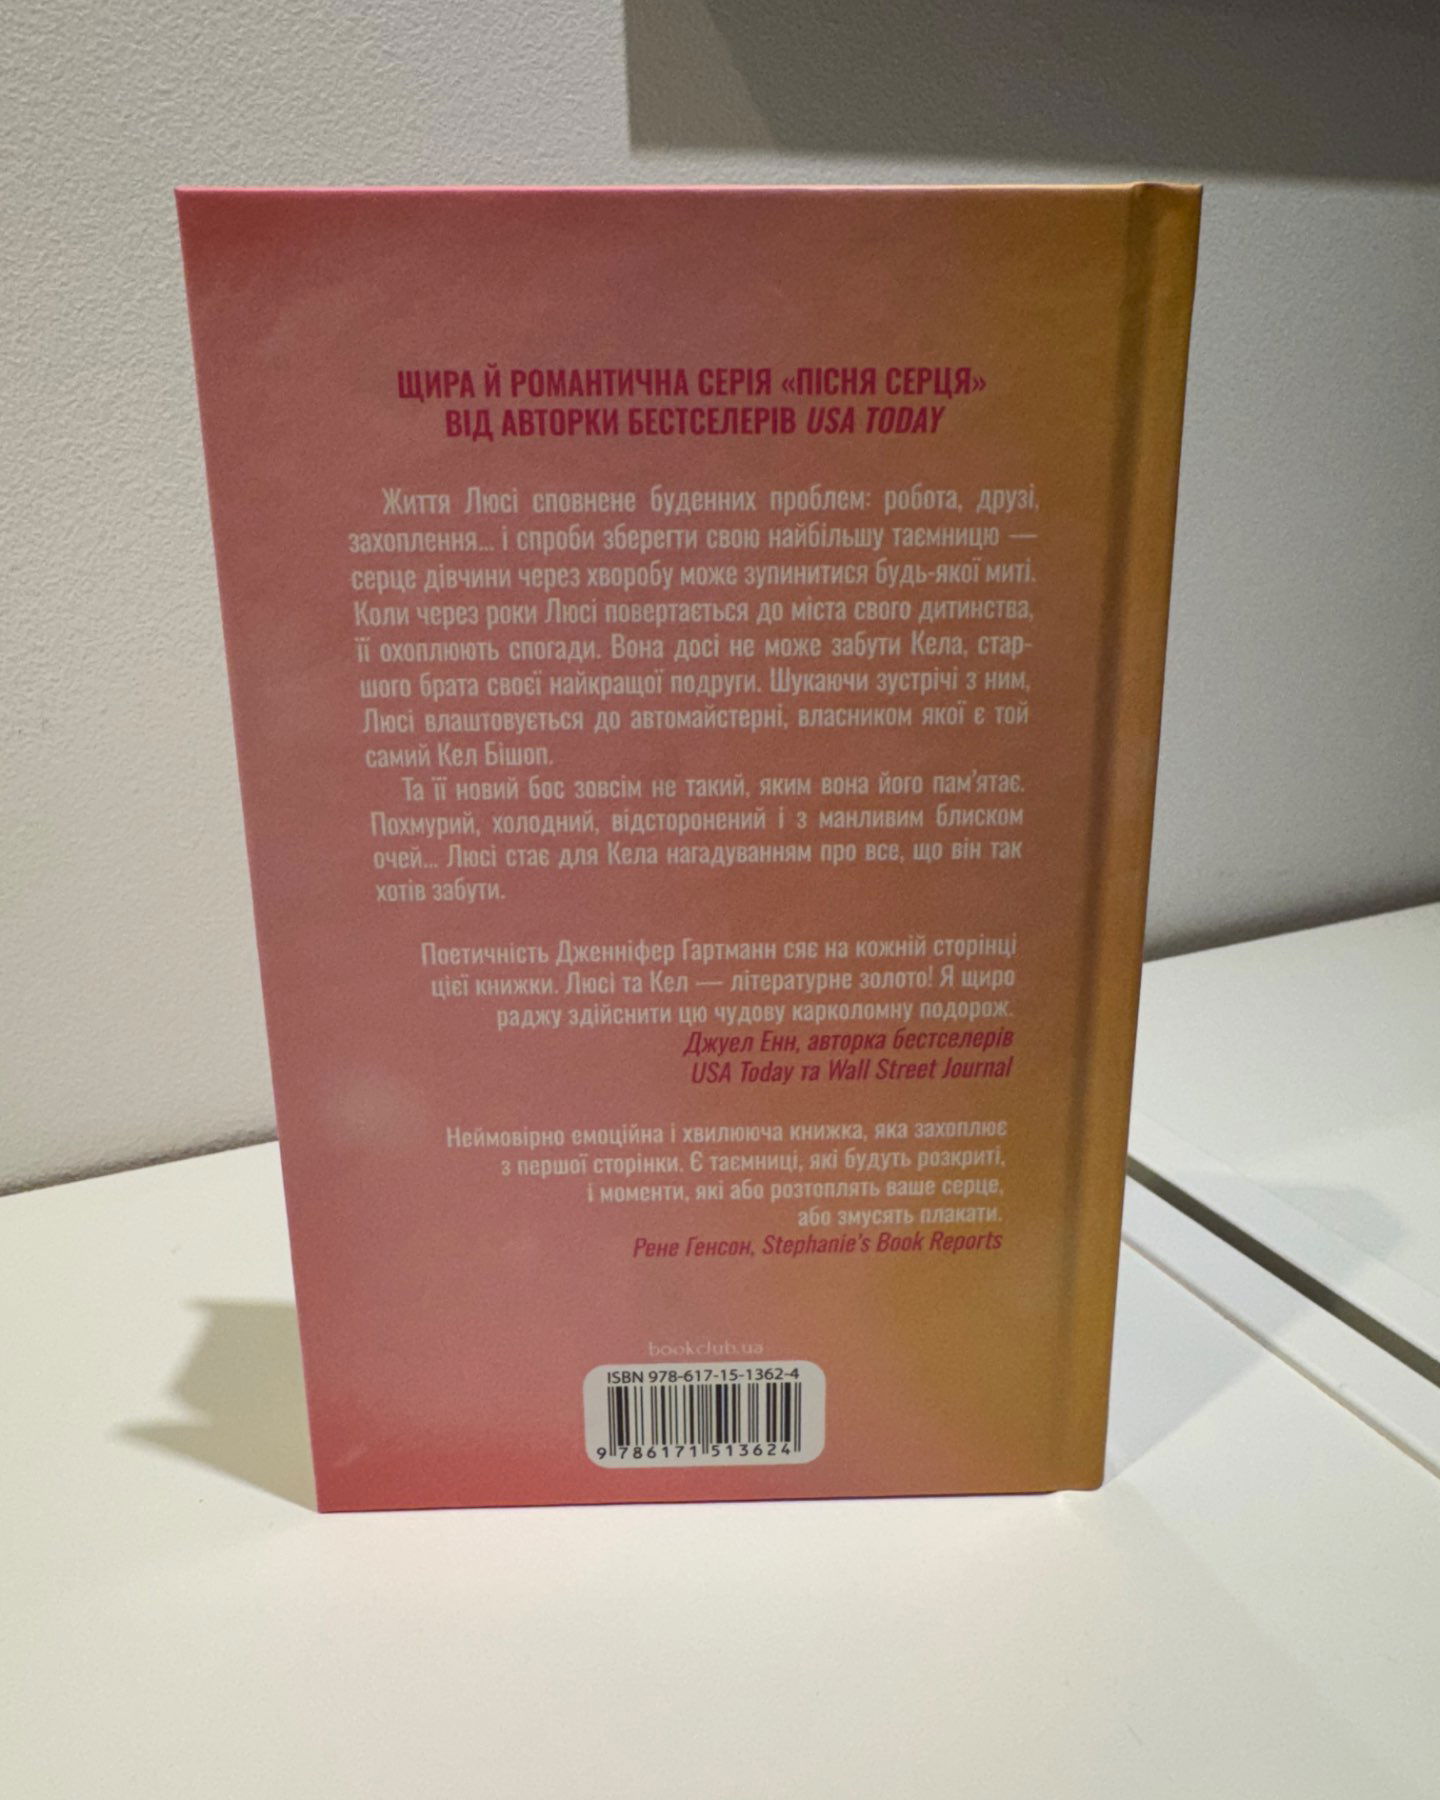 ЩИРА Й РОМАНТИЧНА СЕРІЯ «ПІСНЯ СЕРЦЯ»
ВІД АВТОРКИ БЕСТСЕЛЕРІВ USA TODAY
Життя Люсі сповнене буденних проблем: робота, друзі,
захоплення... і спроби зберегти свою найбільшу таємницю —
серце дівчини через хворобу може зупинитися будь-якої миті.
Коли через роки Люсі повертається до міста свого дитинства,
її охоплюють спогади. Вона досі не може забути Кела, стар-
шого брата своєї найкращої подруги. Шукаючи зустрічі з ним,
Люсі влаштовується до автомайстерні, власником якої є той
самий Кел Бішоп.
Та її новий бос зовсім не такий, яким вона його пам'ятає.
Похмурий, холодний, відсторонений і з манливим блиском
очей... Люсі стає для Кела нагадуванням про все, що він так
хотів забути.
Поетичність Дженніфер Гартманн сяє на кожній сторінці
цієї книжки. Люсі та Кел — літературне золото! Я щиро
раджу здійснити цю чудову карколомну подорож.
Джуел Енн, авторка бестселерів
USA Today та Wall Street Journal
Неймовірно емоційна і хвилююча книжка, яка захоплює
з першої сторінки. Є таємниці, які будуть розкриті,
і моменти, які або розтоплять ваше серце,
або змусять плакати.
Рене Генсон, Stephanie's Book Reports
bookclub.ua
ISBN 978-617-15-1362-4
9 786171 513624